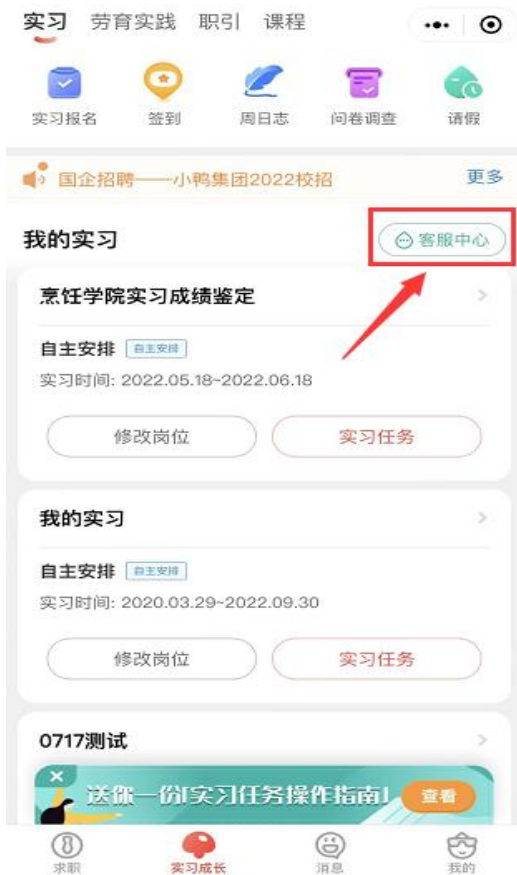 实习 劳育实践 职引 课程
实习报名 签到 周日志 问卷调查 请假
国企招聘——小鸭集团2022校招 更多
我的实习 客服中心
烹饪学院实习成绩鉴定
自主安排 自主安排
实习时间: 2022.05.18~2022.06.18
修改岗位 实习任务
我的实习
自主安排 自主安排
实习时间: 2020.03.29~2022.09.30
修改岗位 实习任务
0717测试
送你一份!实习任务操作指南! 查看
求职 实习成长 消息 我的